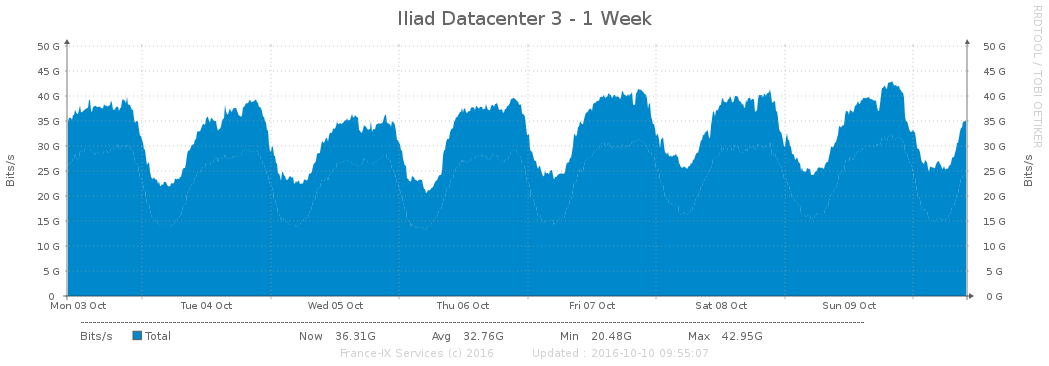 Iliad Datacenter 3 - 1 Week
RRDTOOL / TOBI OETIKER
50 G 50 G
45 G 45 G
40 G 40 G
35 G 35 G
30 G 30 G
25 G 25 G
20 G 20 G
15 G 15 G
10 G 10 G
5 G 5 G
0 0 G
Bits/s
Bits/s
Mon 03 Oct Tue 04 Oct Wed 05 Oct Thu 06 Oct Fri 07 Oct Sat 08 Oct Sun 09 Oct
Bits/s Total Now 36.31G Avg 32.76G Min 20.48G Max 42.95G
France-IX Services (c) 2016 Updated : 2016-10-10 09:55:07